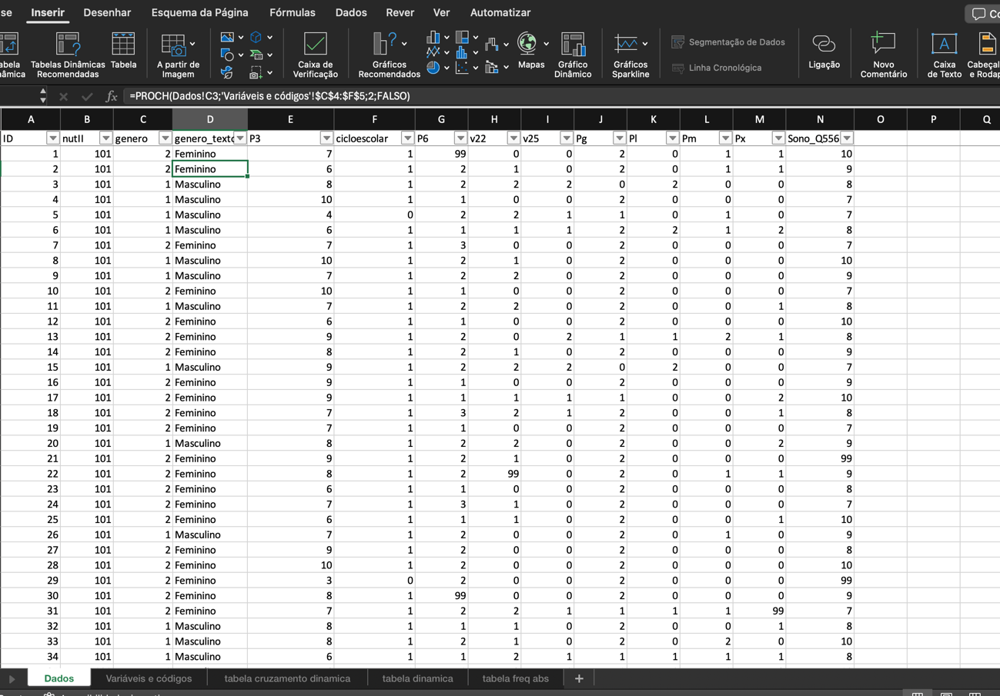 se Inserir Desenhar Esquema da Página Fórmulas Dados Rever Ver Automatizar
Tabelas Dinâmicas Recomendadas
Tabela
A partir de Imagem
Caixa de Verificação
Gráficos Recomendados
Mapas
Gráfico Dinâmico
Gráficos Sparkline
Segmentação de Dados
Linha Cronológica
Ligação
Novo Comentário
Caixa de Texto
fx =PROCH(Dados!C3;'Variáveis e códigos'!$C$4:$F$5;2;FALSO)
A B C D E F G H I J K L M N O P Q
ID nutII genero genero_texto P3 cicloescolar P6 v22 v25 Pg Pl Pm Px Sono_Q556
1 101 2 Feminino 7 1 99 0 0 2 0 1 1 10
2 101 2 Feminino 6 1 2 1 0 2 0 1 1 9
3 101 1 Masculino 8 1 2 2 2 0 2 0 0 8
4 101 1 Masculino 10 1 1 0 0 2 0 0 0 7
5 101 1 Masculino 4 0 2 2 1 1 0 1 0 7
6 101 1 Masculino 6 1 1 1 1 2 2 1 2 8
7 101 2 Feminino 7 1 3 0 0 2 0 0 0 7
8 101 1 Masculino 10 1 2 1 0 2 0 0 0 10
9 101 1 Masculino 7 1 2 2 0 2 0 0 0 9
10 101 2 Feminino 10 1 1 0 0 2 0 0 0 7
11 101 1 Masculino 7 1 2 2 0 2 0 0 1 8
12 101 2 Feminino 6 1 1 0 0 2 0 0 0 10
13 101 2 Feminino 9 1 2 0 2 1 1 2 1 8
14 101 2 Feminino 8 1 2 1 0 2 0 0 0 9
15 101 1 Masculino 9 1 2 2 2 0 2 0 0 7
16 101 2 Feminino 9 1 1 0 0 2 0 0 0 9
17 101 2 Feminino 9 1 1 1 1 1 0 0 2 10
18 101 2 Feminino 7 1 3 2 1 2 0 0 1 8
19 101 2 Feminino 7 1 1 0 0 2 0 0 0 7
20 101 1 Masculino 8 1 2 2 0 2 0 0 2 9
21 101 2 Feminino 9 1 2 1 0 2 0 0 0 99
22 101 2 Feminino 8 1 2 99 0 2 0 1 1 9
23 101 2 Feminino 6 1 1 0 0 2 0 0 0 8
24 101 2 Feminino 7 1 3 1 0 2 0 0 0 7
25 101 2 Feminino 6 1 1 1 0 2 0 0 1 10
26 101 1 Masculino 7 1 2 0 0 2 0 1 0 9
27 101 2 Feminino 9 1 2 0 0 2 0 0 0 8
28 101 2 Feminino 10 1 2 0 0 2 0 0 0 10
29 101 2 Feminino 3 0 2 0 0 2 0 0 0 99
30 101 2 Feminino 8 1 99 0 0 2 0 0 0 9
31 101 2 Feminino 7 1 2 2 1 1 1 1 99 7
32 101 1 Masculino 8 1 1 1 0 2 0 0 1 8
33 101 1 Masculino 8 1 2 1 0 2 0 2 0 10
34 101 1 Masculino 6 1 1 2 1 1 1 1 1 8
Dados Variáveis e códigos tabela cruzamento dinamica tabela dinamica tabela freq abs +